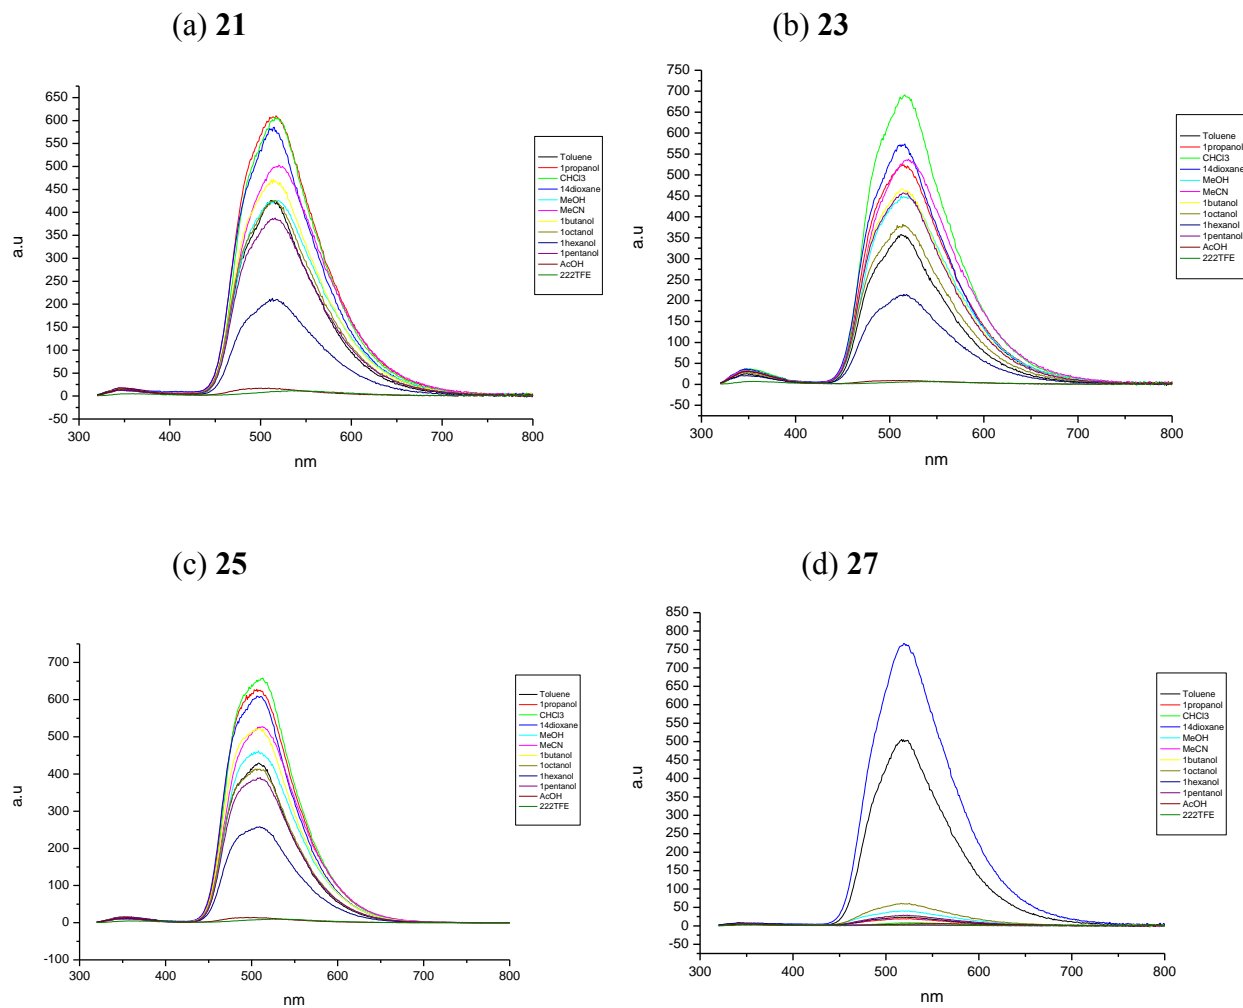 (a) 21
650
600
550
500
450
400
350
300
250
200
150
100
50
0
-50
a.u
300 400 500 600 700 800
nm
Toluene
1propanol
CHCl3
14dioxane
MeOH
MeCN
1butanol
1octanol
1hexanol
1pentanol
AcOH
222TFE
(b) 23
750
700
650
600
550
500
450
400
350
300
250
200
150
100
50
0
-50
a.u
300 400 500 600 700 800
nm
Toluene
1propanol
CHCl3
14dioxane
MeOH
MeCN
1butanol
1octanol
1hexanol
1pentanol
AcOH
222TFE
(c) 25
700
600
500
400
300
200
100
0
-100
a.u
300 400 500 600 700 800
nm
Toluene
1propanol
CHCl3
14dioxane
MeOH
MeCN
1butanol
1octanol
1hexanol
1pentanol
AcOH
222TFE
(d) 27
850
800
750
700
650
600
550
500
450
400
350
300
250
200
150
100
50
0
-50
a.u
300 400 500 600 700 800
nm
Toluene
1propanol
CHCl3
14dioxane
MeOH
MeCN
1butanol
1octanol
1hexanol
1pentanol
AcOH
222TFE